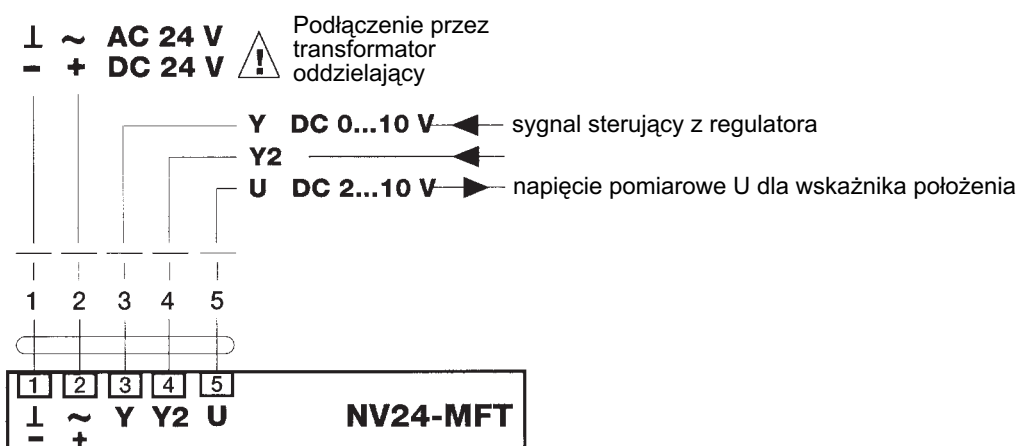 ⊥ ~ AC 24 V
− + DC 24 V
Podłączenie przez
transformator
oddzielający
Y DC 0...10 V sygnal sterujący z regulatora
Y2
U DC 2...10 V napięcie pomiarowe U dla wskażnika położenia
1 2 3 4 5
1 2 3 4 5
⊥ ~ Y Y2 U NV24-MFT
− +